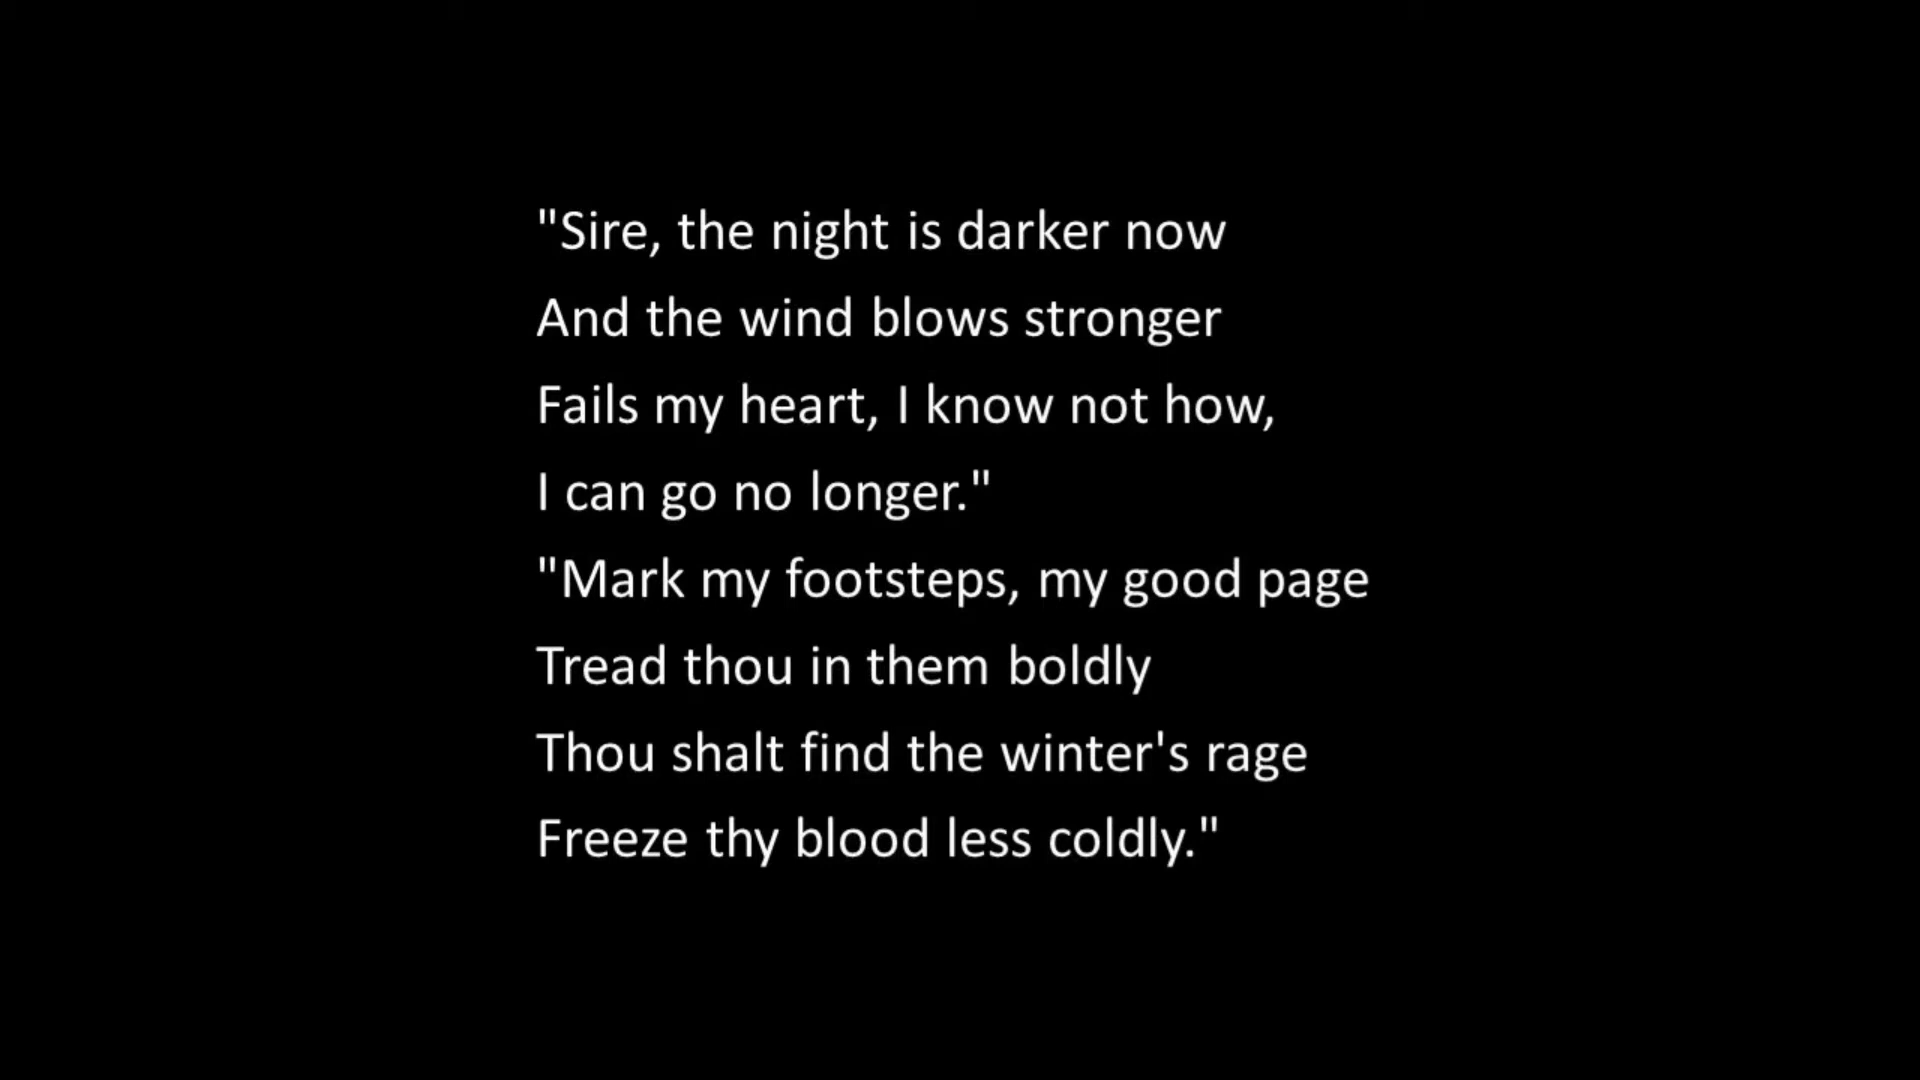 "Sire, the night is darker now
And the wind blows stronger
Fails my heart, I know not how,
I can go no longer."
"Mark my footsteps, my good page
Tread thou in them boldly
Thou shalt find the winter's rage
Freeze thy blood less coldly."